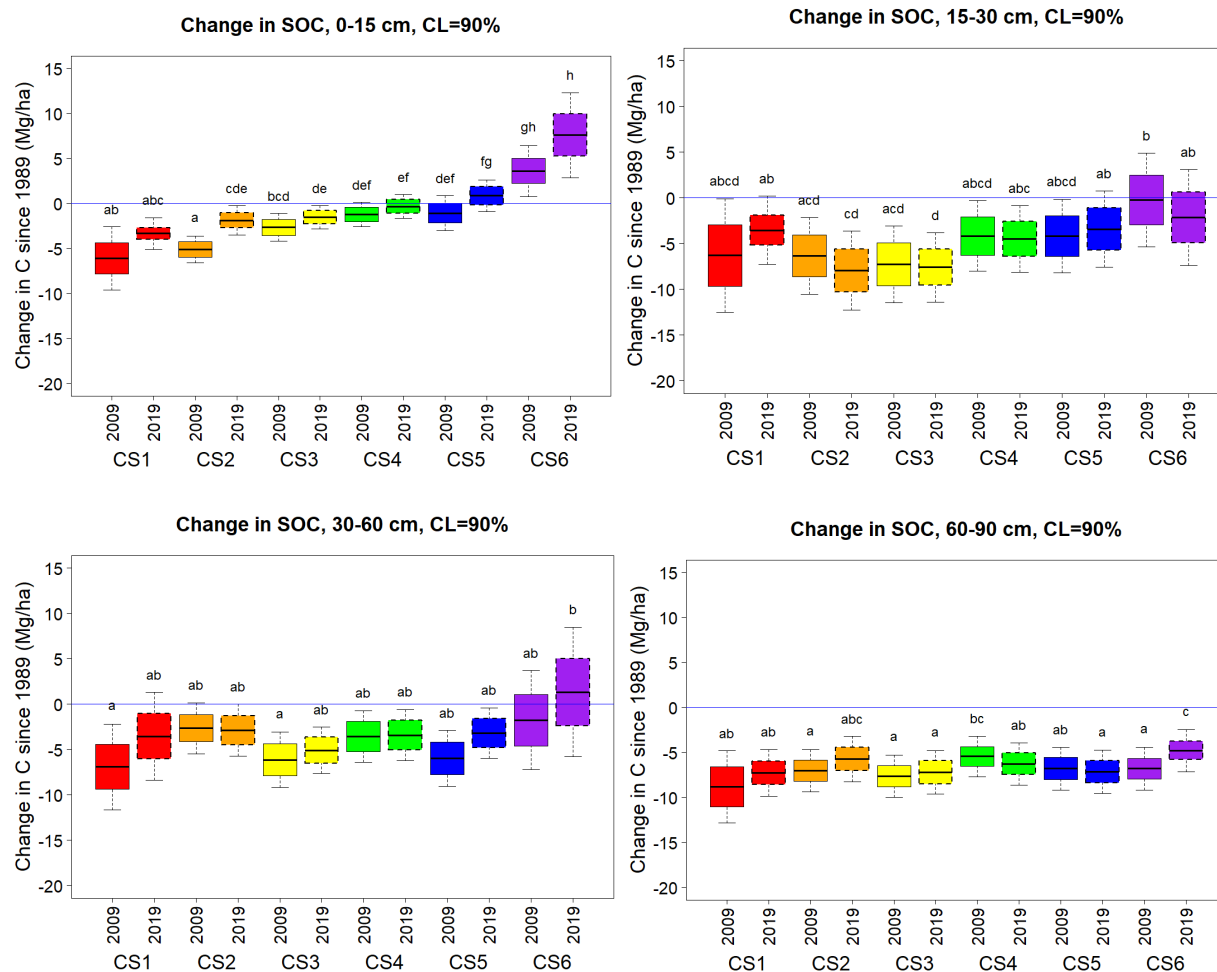 Change in SOC, 0-15 cm, CL=90%
Change in C since 1989 (Mg/ha)
15
10
5
0
-5
-10
-15
-20
ab
abc
a
cde
bcd
de
def
ef
def
fg
gh
h
2009
2019
2009
2019
2009
2019
2009
2019
2009
2019
2009
2019
CS1
CS2
CS3
CS4
CS5
CS6
Change in SOC, 15-30 cm, CL=90%
Change in C since 1989 (Mg/ha)
15
10
5
0
-5
-10
-15
-20
abcd
ab
acd
cd
acd
d
abcd
abc
abcd
ab
b
ab
2009
2019
2009
2019
2009
2019
2009
2019
2009
2019
2009
2019
CS1
CS2
CS3
CS4
CS5
CS6
Change in SOC, 30-60 cm, CL=90%
Change in C since 1989 (Mg/ha)
15
10
5
0
-5
-10
-15
-20
a
ab
ab
ab
a
ab
ab
ab
ab
ab
ab
b
2009
2019
2009
2019
2009
2019
2009
2019
2009
2019
2009
2019
CS1
CS2
CS3
CS4
CS5
CS6
Change in SOC, 60-90 cm, CL=90%
Change in C since 1989 (Mg/ha)
15
10
5
0
-5
-10
-15
-20
ab
ab
a
abc
a
a
bc
ab
ab
a
a
c
2009
2019
2009
2019
2009
2019
2009
2019
2009
2019
2009
2019
CS1
CS2
CS3
CS4
CS5
CS6